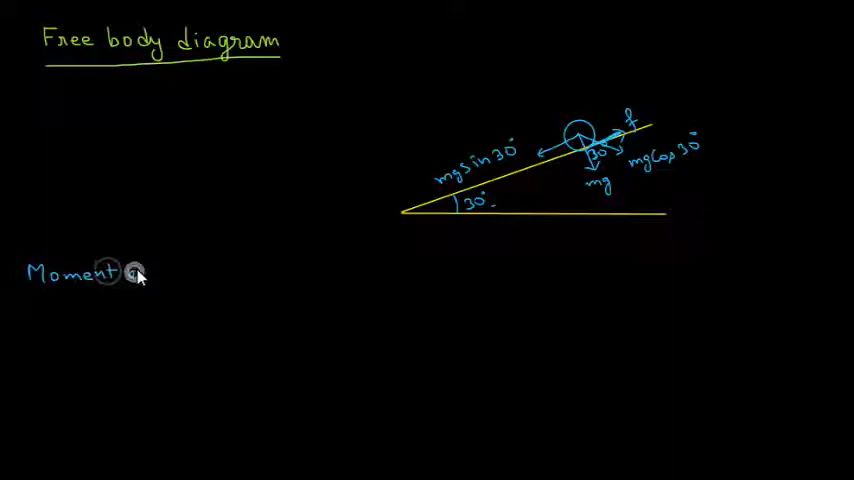 Free body diagram
f
mgsin30°
30°
mgcos30°
mg
30°
Moment